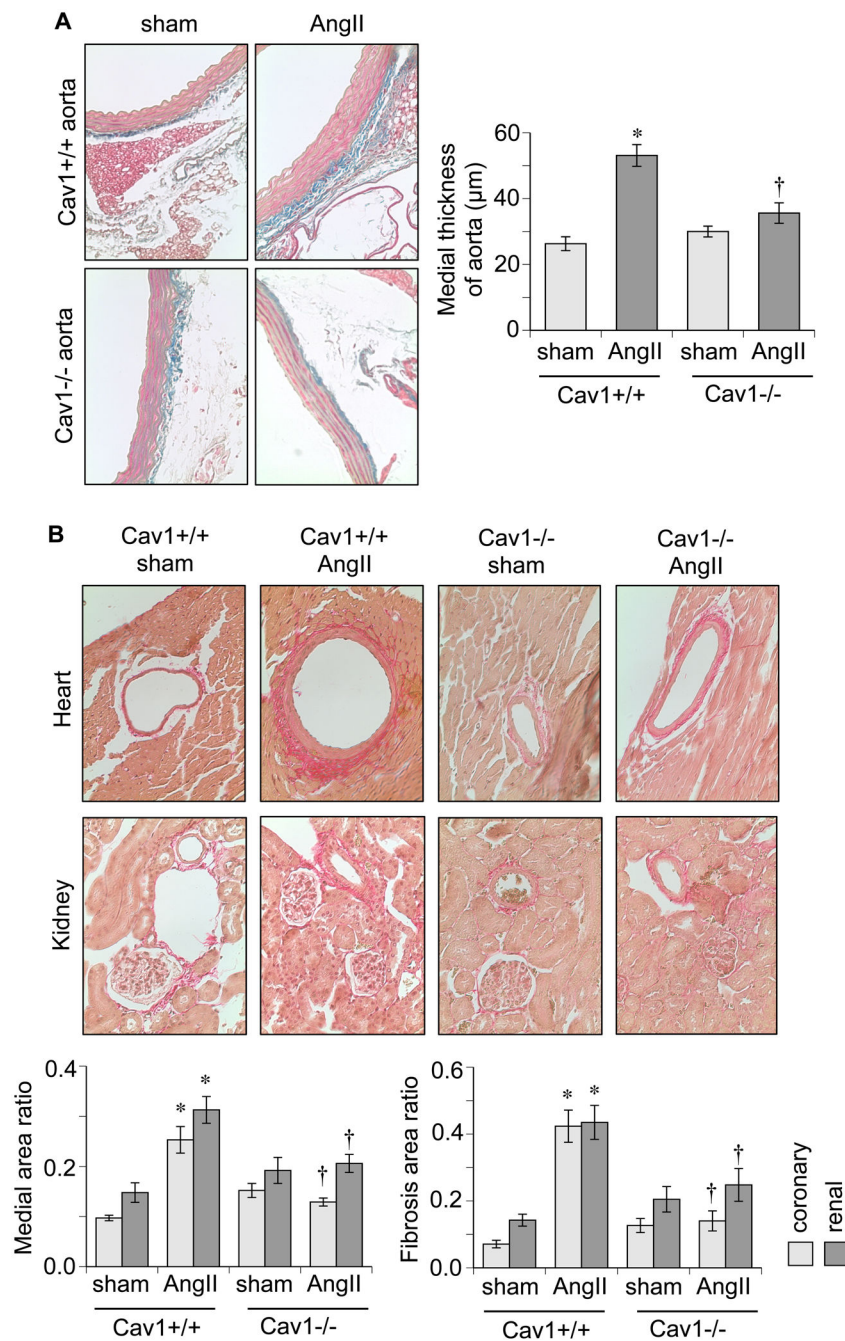 A
sham
AngII
Cav1+/+ aorta
Cav1-/- aorta
Medial thickness
of aorta (µm)
60
40
20
0
*
†
sham
AngII
sham
AngII
Cav1+/+
Cav1-/-
B
Cav1+/+
sham
Cav1+/+
AngII
Cav1-/-
sham
Cav1-/-
AngII
Heart
Kidney
Medial area ratio
0.4
0.2
0.0
*
*
†
†
sham
AngII
sham
AngII
Cav1+/+
Cav1-/-
Fibrosis area ratio
0.6
0.4
0.2
0.0
*
*
†
†
sham
AngII
sham
AngII
Cav1+/+
Cav1-/-
coronary
renal